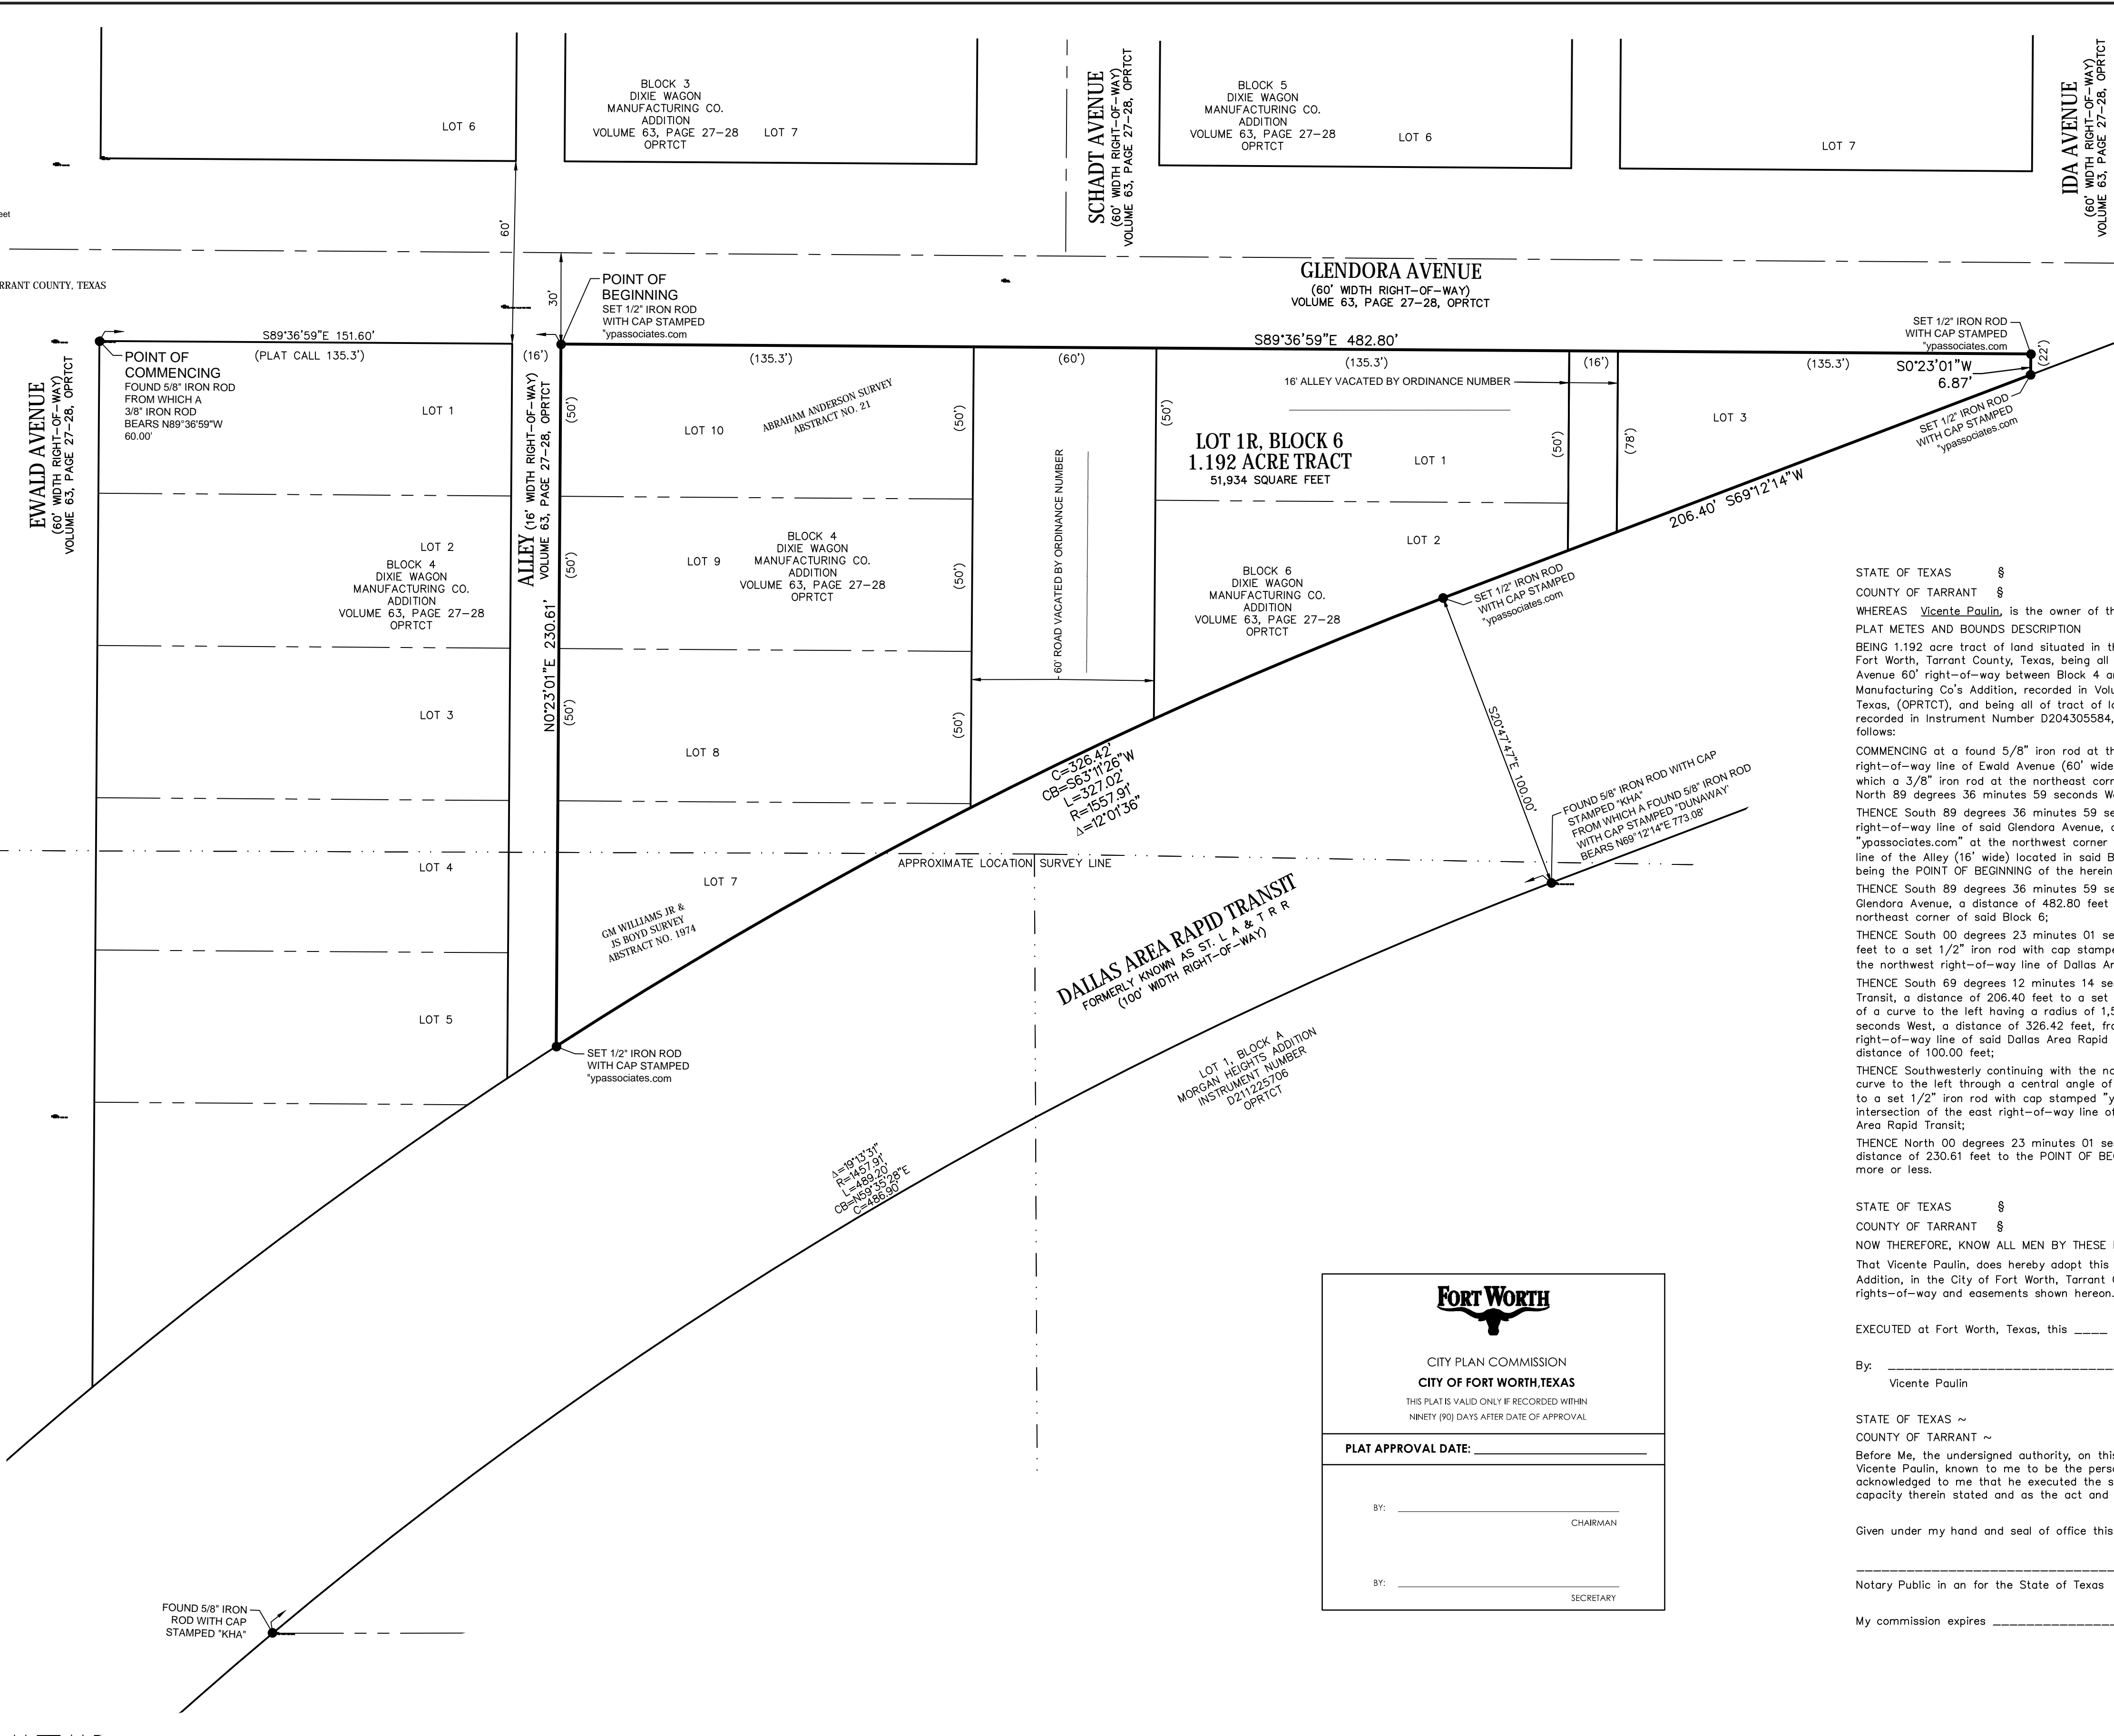 BLOCK 3
DIXIE WAGON
MANUFACTURING CO.
ADDITION
VOLUME 63, PAGE 27-28
OPRTCT
LOT 6
LOT 7
SCHADT AVENUE
(60' WIDTH RIGHT-OF-WAY)
VOLUME 63, PAGE 27-28, OPRTCT
BLOCK 5
DIXIE WAGON
MANUFACTURING CO.
ADDITION
VOLUME 63, PAGE 27-28
OPRTCT
LOT 6
LOT 7
IDA AVENUE
(60' WIDTH RIGHT-OF-WAY)
VOLUME 63, PAGE 27-28, OPRTCT
eet
60'
RRANT COUNTY, TEXAS
30'
POINT OF
BEGINNING
SET 1/2" IRON ROD
WITH CAP STAMPED
"ypassociates.com
GLENDORA AVENUE
(60' WIDTH RIGHT-OF-WAY)
VOLUME 63, PAGE 27-28, OPRTCT
SET 1/2" IRON ROD
WITH CAP STAMPED
"ypassociates.com
S89°36'59"E 151.60'
(PLAT CALL 135.3')
(16')
S89°36'59"E 482.80'
(135.3')
(60')
(135.3')
(16')
(135.3')
S0°23'01"W
6.87'
(22')
EWALD AVENUE
(60' WIDTH RIGHT-OF-WAY)
VOLUME 63, PAGE 27-28, OPRTCT
POINT OF
COMMENCING
FOUND 5/8" IRON ROD
FROM WHICH A
3/8" IRON ROD
BEARS N89°36'59"W
60.00'
LOT 1
ALLEY (16' WIDTH RIGHT-OF-WAY)
VOLUME 63, PAGE 27-28, OPRTCT
(50')
LOT 10
ABRAHAM ANDERSON SURVEY
ABSTRACT NO. 21
(50')
(50')
16' ALLEY VACATED BY ORDINANCE NUMBER
LOT 1R, BLOCK 6
1.192 ACRE TRACT
51,934 SQUARE FEET
LOT 1
(50')
(78')
LOT 3
SET 1/2" IRON ROD
WITH CAP STAMPED
"ypassociates.com
206.40' S69°12'14"W
60' ROAD VACATED BY ORDINANCE NUMBER
LOT 2
BLOCK 4
DIXIE WAGON
MANUFACTURING CO.
ADDITION
VOLUME 63, PAGE 27-28
OPRTCT
(50')
LOT 9
BLOCK 4
DIXIE WAGON
MANUFACTURING CO.
ADDITION
VOLUME 63, PAGE 27-28
OPRTCT
(50')
LOT 2
BLOCK 6
DIXIE WAGON
MANUFACTURING CO.
ADDITION
VOLUME 63, PAGE 27-28
OPRTCT
SET 1/2" IRON ROD
WITH CAP STAMPED
"ypassociates.com
N0°23'01"E 230.61'
LOT 3
(50')
LOT 8
(50')
C=326.42'
CB=S63°11'26"W
L=327.02'
R=1557.91'
Δ=12°01'36"
S20°47'47"E 100.00'
FOUND 5/8" IRON ROD WITH CAP
STAMPED "KHA"
FROM WHICH A FOUND 5/8" IRON ROD
WITH CAP STAMPED "DUNAWAY'
BEARS N69°12'14"E 773.08'
LOT 4
LOT 7
APPROXIMATE LOCATION SURVEY LINE
GM WILLIAMS JR &
JS BOYD SURVEY
ABSTRACT NO. 1974
DALLAS AREA RAPID TRANSIT
FORMERLY KNOWN AS ST. L A & T R R
(100' WIDTH RIGHT-OF-WAY)
LOT 5
SET 1/2" IRON ROD
WITH CAP STAMPED
"ypassociates.com
LOT 1, BLOCK A
MORGAN HEIGHTS ADDITION
INSTRUMENT NUMBER
D211225706
OPRTCT
Δ=19°13'31"
R=1457.91'
L=489.20'
CB=N59°35'28"E
C=486.90'
FOUND 5/8" IRON
ROD WITH CAP
STAMPED "KHA"
FORT WORTH
CITY PLAN COMMISSION
CITY OF FORT WORTH,TEXAS
THIS PLAT IS VALID ONLY IF RECORDED WITHIN
NINETY (90) DAYS AFTER DATE OF APPROVAL
PLAT APPROVAL DATE:
BY:
CHAIRMAN
BY:
SECRETARY
STATE OF TEXAS §
COUNTY OF TARRANT §
WHEREAS Vicente Paulin, is the owner of th
PLAT METES AND BOUNDS DESCRIPTION
BEING 1.192 acre tract of land situated in th
Fort Worth, Tarrant County, Texas, being all
Avenue 60' right-of-way between Block 4 a
Manufacturing Co's Addition, recorded in Volu
Texas, (OPRTCT), and being all of tract of l
recorded in Instrument Number D204305584,
follows:
COMMENCING at a found 5/8" iron rod at th
right-of-way line of Ewald Avenue (60' wide
which a 3/8" iron rod at the northeast corn
North 89 degrees 36 minutes 59 seconds W
THENCE South 89 degrees 36 minutes 59 se
right-of-way line of said Glendora Avenue, a
"ypassociates.com" at the northwest corner
line of the Alley (16' wide) located in said B
being the POINT OF BEGINNING of the herein
THENCE South 89 degrees 36 minutes 59 se
Glendora Avenue, a distance of 482.80 feet
northeast corner of said Block 6;
THENCE South 00 degrees 23 minutes 01 se
feet to a set 1/2" iron rod with cap stampe
the northwest right-of-way line of Dallas Ar
THENCE South 69 degrees 12 minutes 14 se
Transit, a distance of 206.40 feet to a set
of a curve to the left having a radius of 1,5
seconds West, a distance of 326.42 feet, fr
right-of-way line of said Dallas Area Rapid
distance of 100.00 feet;
THENCE Southwesterly continuing with the no
curve to the left through a central angle of
to a set 1/2" iron rod with cap stamped "y
intersection of the east right-of-way line of
Area Rapid Transit;
THENCE North 00 degrees 23 minutes 01 se
distance of 230.61 feet to the POINT OF BE
more or less.
STATE OF TEXAS §
COUNTY OF TARRANT §
NOW THEREFORE, KNOW ALL MEN BY THESE
That Vicente Paulin, does hereby adopt this
Addition, in the City of Fort Worth, Tarrant
rights-of-way and easements shown hereon.
EXECUTED at Fort Worth, Texas, this ____
By: ____
Vicente Paulin
STATE OF TEXAS ~
COUNTY OF TARRANT ~
Before Me, the undersigned authority, on this
Vicente Paulin, known to me to be the pers
acknowledged to me that he executed the s
capacity therein stated and as the act and
Given under my hand and seal of office this
Notary Public in an for the State of Texas
My commission expires ____